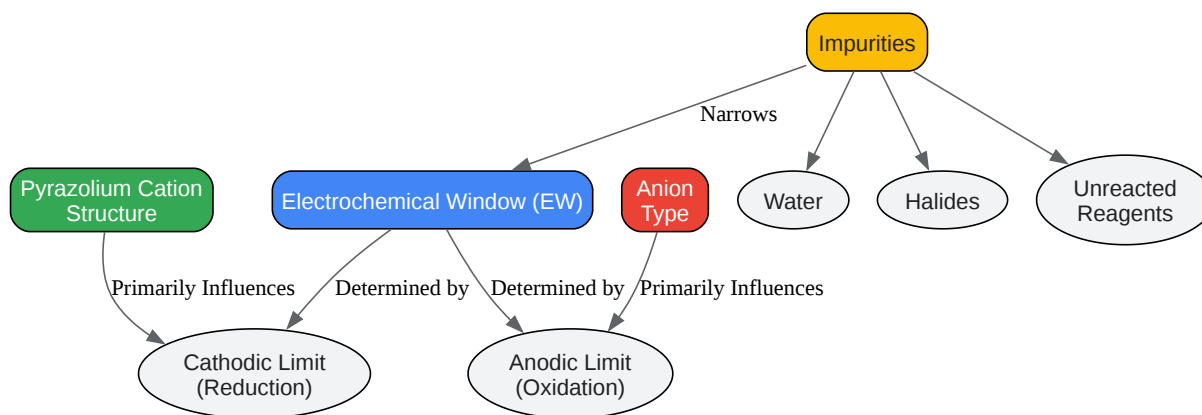 Impurities
Narrows
Pyrazolium Cation
Structure
Electrochemical Window (EW)
Anion
Type
Water
Halides
Unreacted
Reagents
Primarily Influences
Determined by
Determined by
Primarily Influences
Cathodic Limit
(Reduction)
Anodic Limit
(Oxidation)